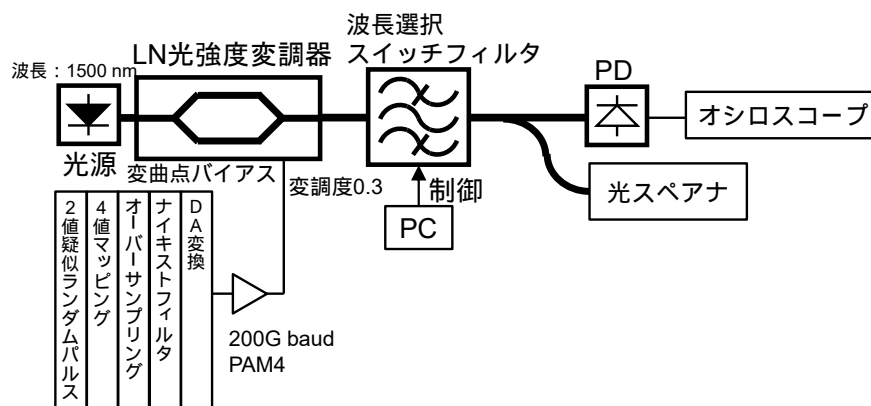 波長選択
スイッチフィルタ
LN光強度変調器
波長：1500 nm
PD
オシロスコープ
光源
変曲点バイアス
変調度0.3
制御
PC
光スペアナ
2値疑似ランダムパルス
4値マッピング
オーバーサンプリング
ナイキストフィルタ
DA変換
200G baud
PAM4